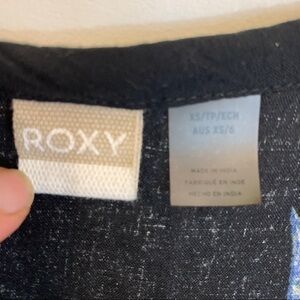 ROXY
XS/TP/ECH
AUS XS/6
MADE IN INDIA
FABRIQUÉ EN INDE
HECHO EN INDIA